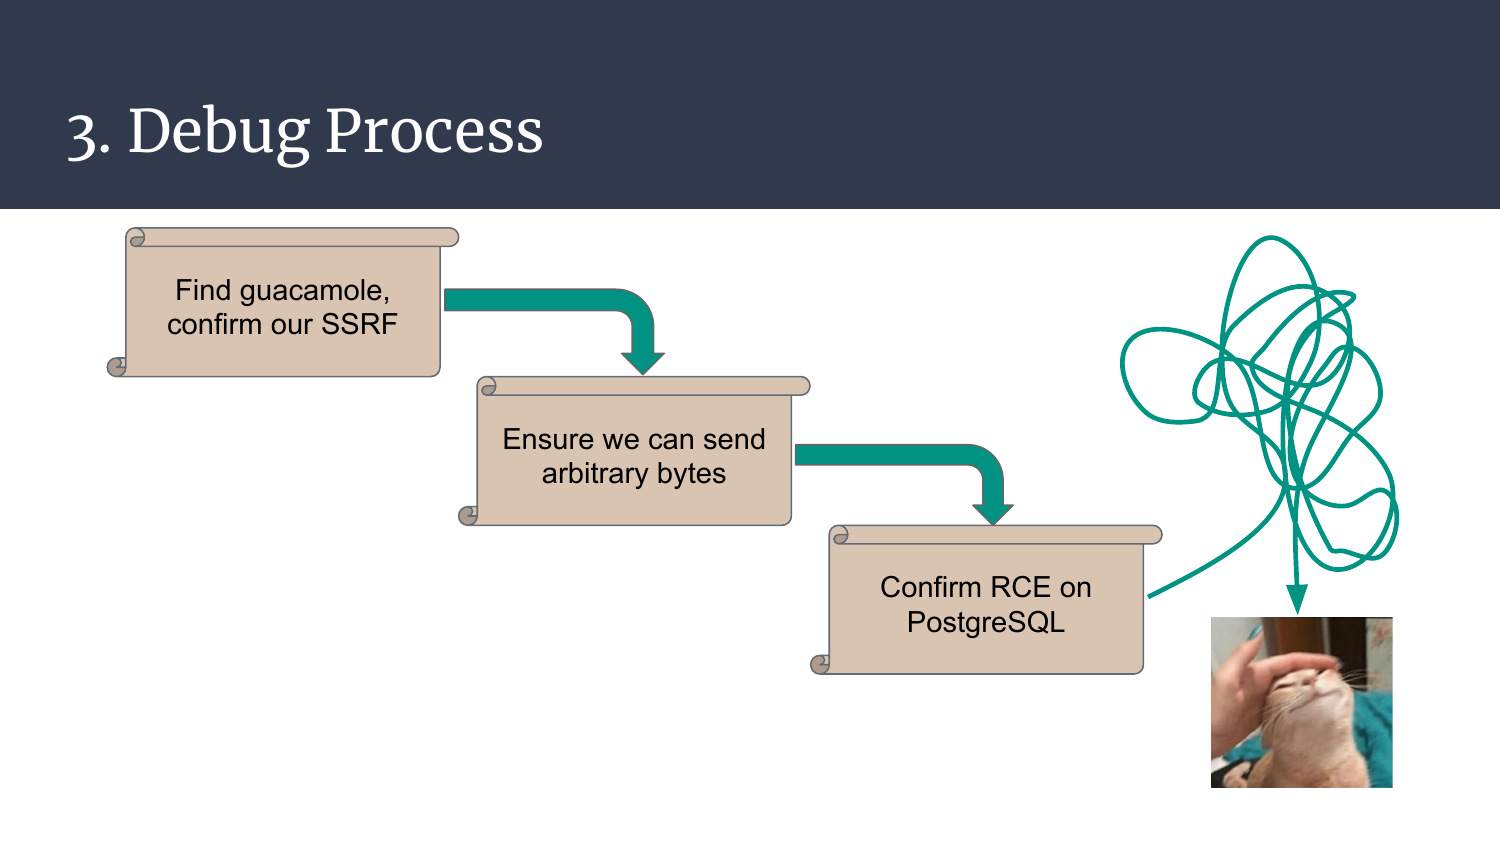 3. Debug Process
Find guacamole,
confirm our SSRF
Ensure we can send
arbitrary bytes
Confirm RCE on
PostgreSQL